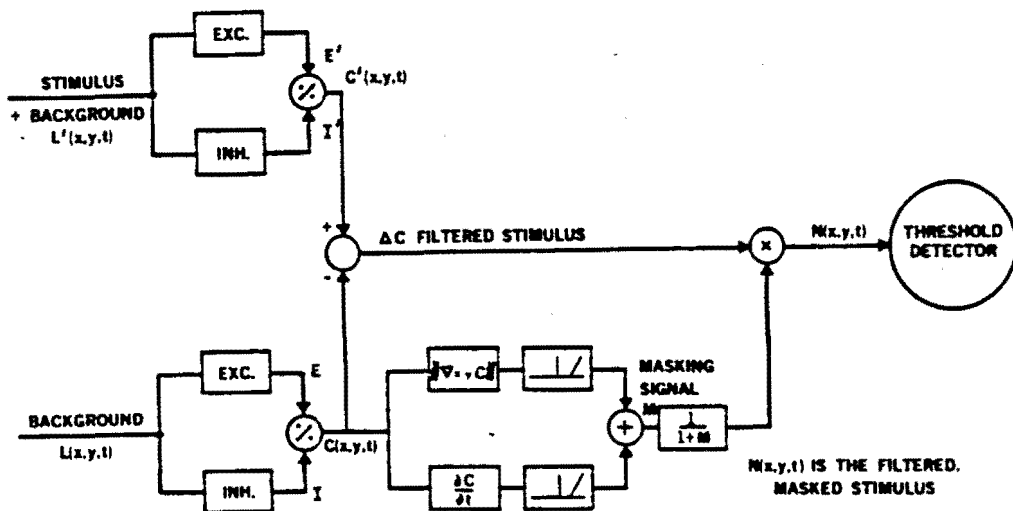 EXC.
E'
STIMULUS
+ BACKGROUND
L'(x,y,t)
%
C'(x,y,t)
I'
INH.
+
ΔC FILTERED STIMULUS
-
×
N(x,y,t)
THRESHOLD
DETECTOR
EXC.
E
BACKGROUND
L(x,y,t)
%
C(x,y,t)
INH.
I
∇x,yC
MASKING
SIGNAL
M
+
1
1+M
∂C
∂t
N(x,y,t) IS THE FILTERED,
MASKED STIMULUS